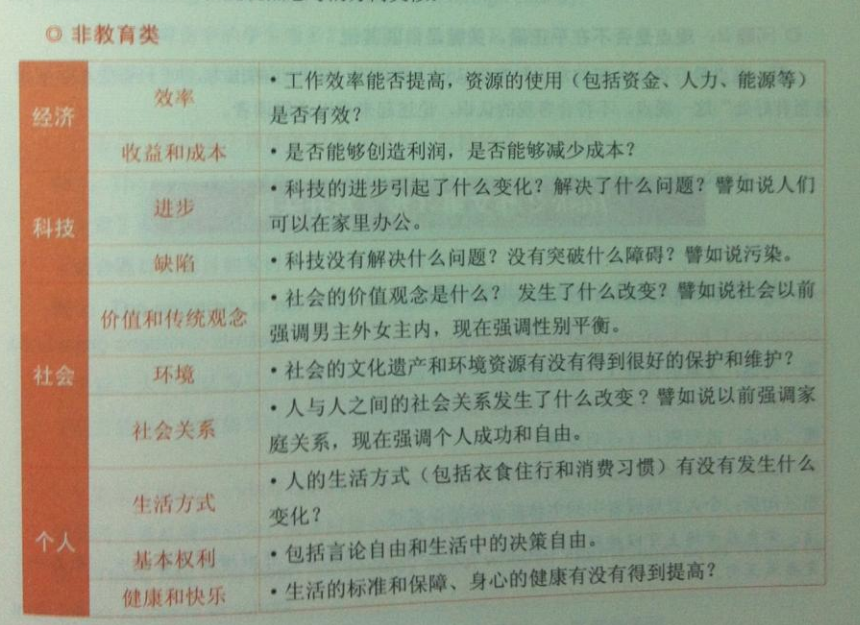 ◎ 非教育类
经济
效率
• 工作效率能否提高，资源的使用（包括资金、人力、能源等）
是否有效？
收益和成本
• 是否能够创造利润，是否能够减少成本？
科技
进步
• 科技的进步引起了什么变化？解决了什么问题？譬如说人们
可以在家里办公。
缺陷
• 科技没有解决什么问题？没有突破什么障碍？譬如说污染。
社会
价值和传统观念
• 社会的价值观念是什么？ 发生了什么改变？譬如说社会以前
强调男主外女主内，现在强调性别平衡。
环境
• 社会的文化遗产和环境资源有没有得到很好的保护和维护？
社会关系
• 人与人之间的社会关系发生了什么改变？譬如说以前强调家
庭关系，现在强调个人成功和自由。
个人
生活方式
• 人的生活方式（包括衣食住行和消费习惯）有没有发生什么
变化？
基本权利
• 包括言论自由和生活中的决策自由。
健康和快乐
• 生活的标准和保障、身心的健康有没有得到提高？